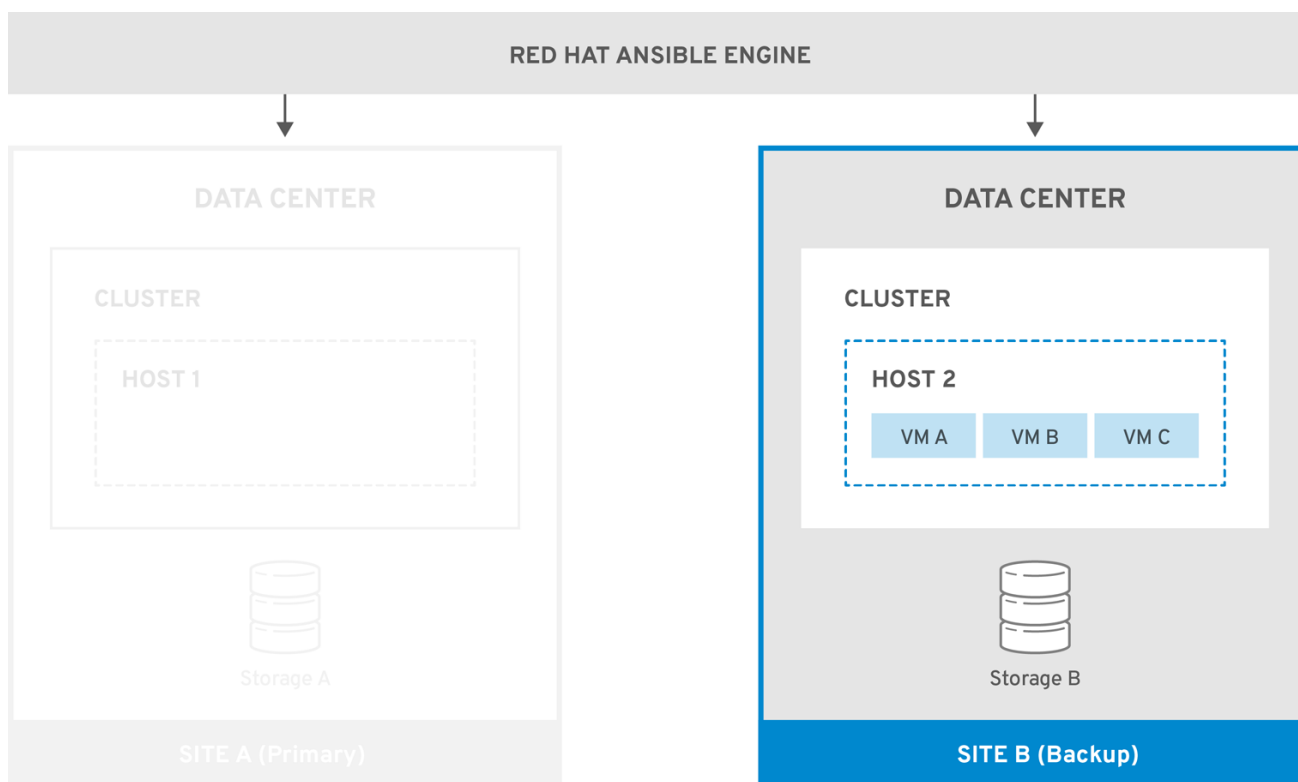 RED HAT ANSIBLE ENGINE
DATA CENTER
CLUSTER
HOST 1
Storage A
SITE A (Primary)
DATA CENTER
CLUSTER
HOST 2
VM A
VM B
VM C
Storage B
SITE B (Backup)